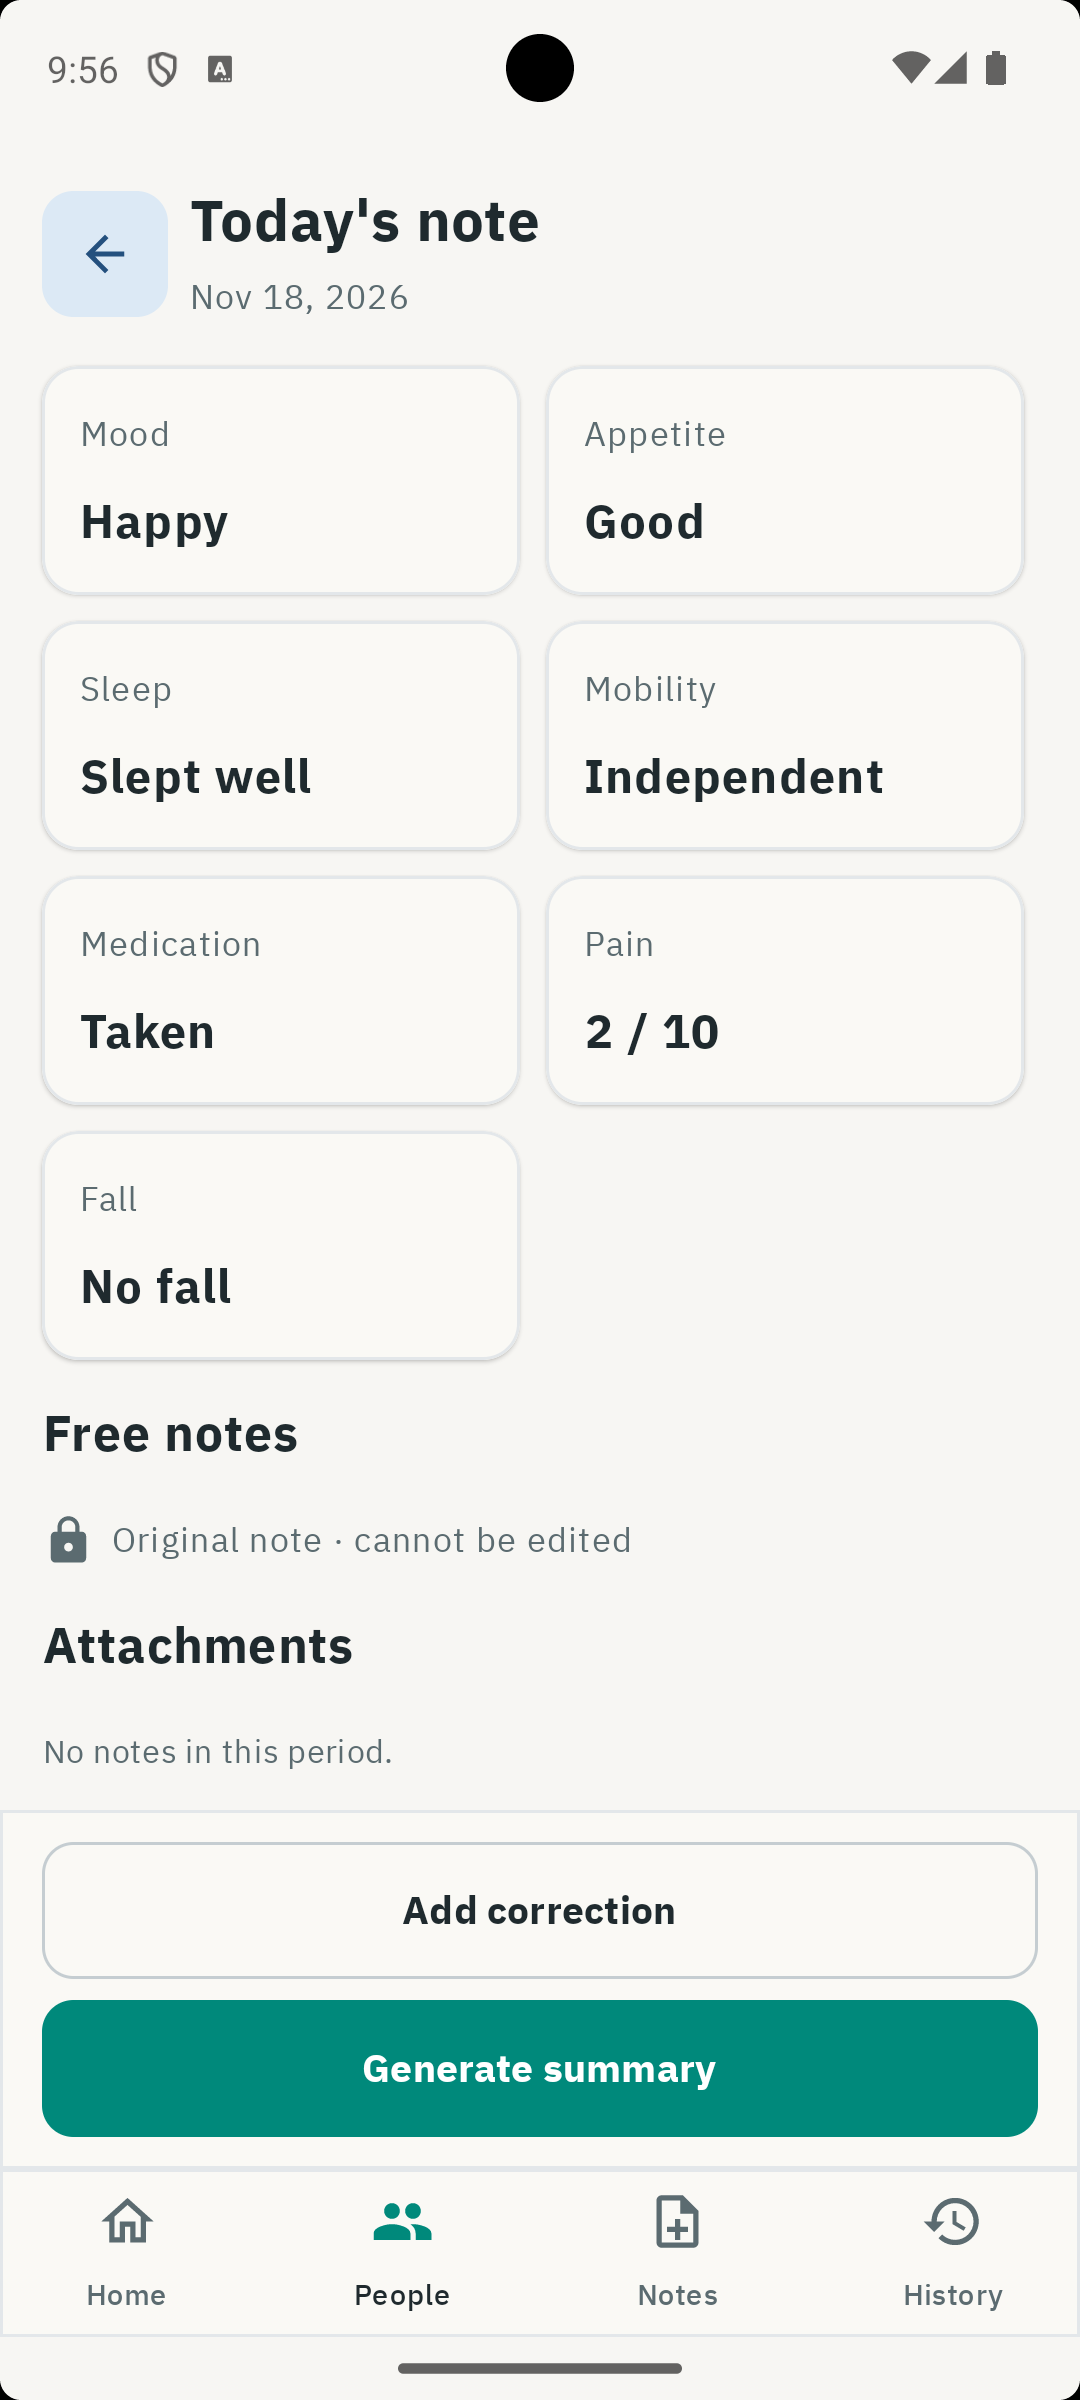 9:56
Today's note
Nov 18, 2026
Mood
Happy
Appetite
Good
Sleep
Slept well
Mobility
Independent
Medication
Taken
Pain
2 / 10
Fall
No fall
Free notes
Original note · cannot be edited
Attachments
No notes in this period.
Add correction
Generate summary
Home
People
Notes
History